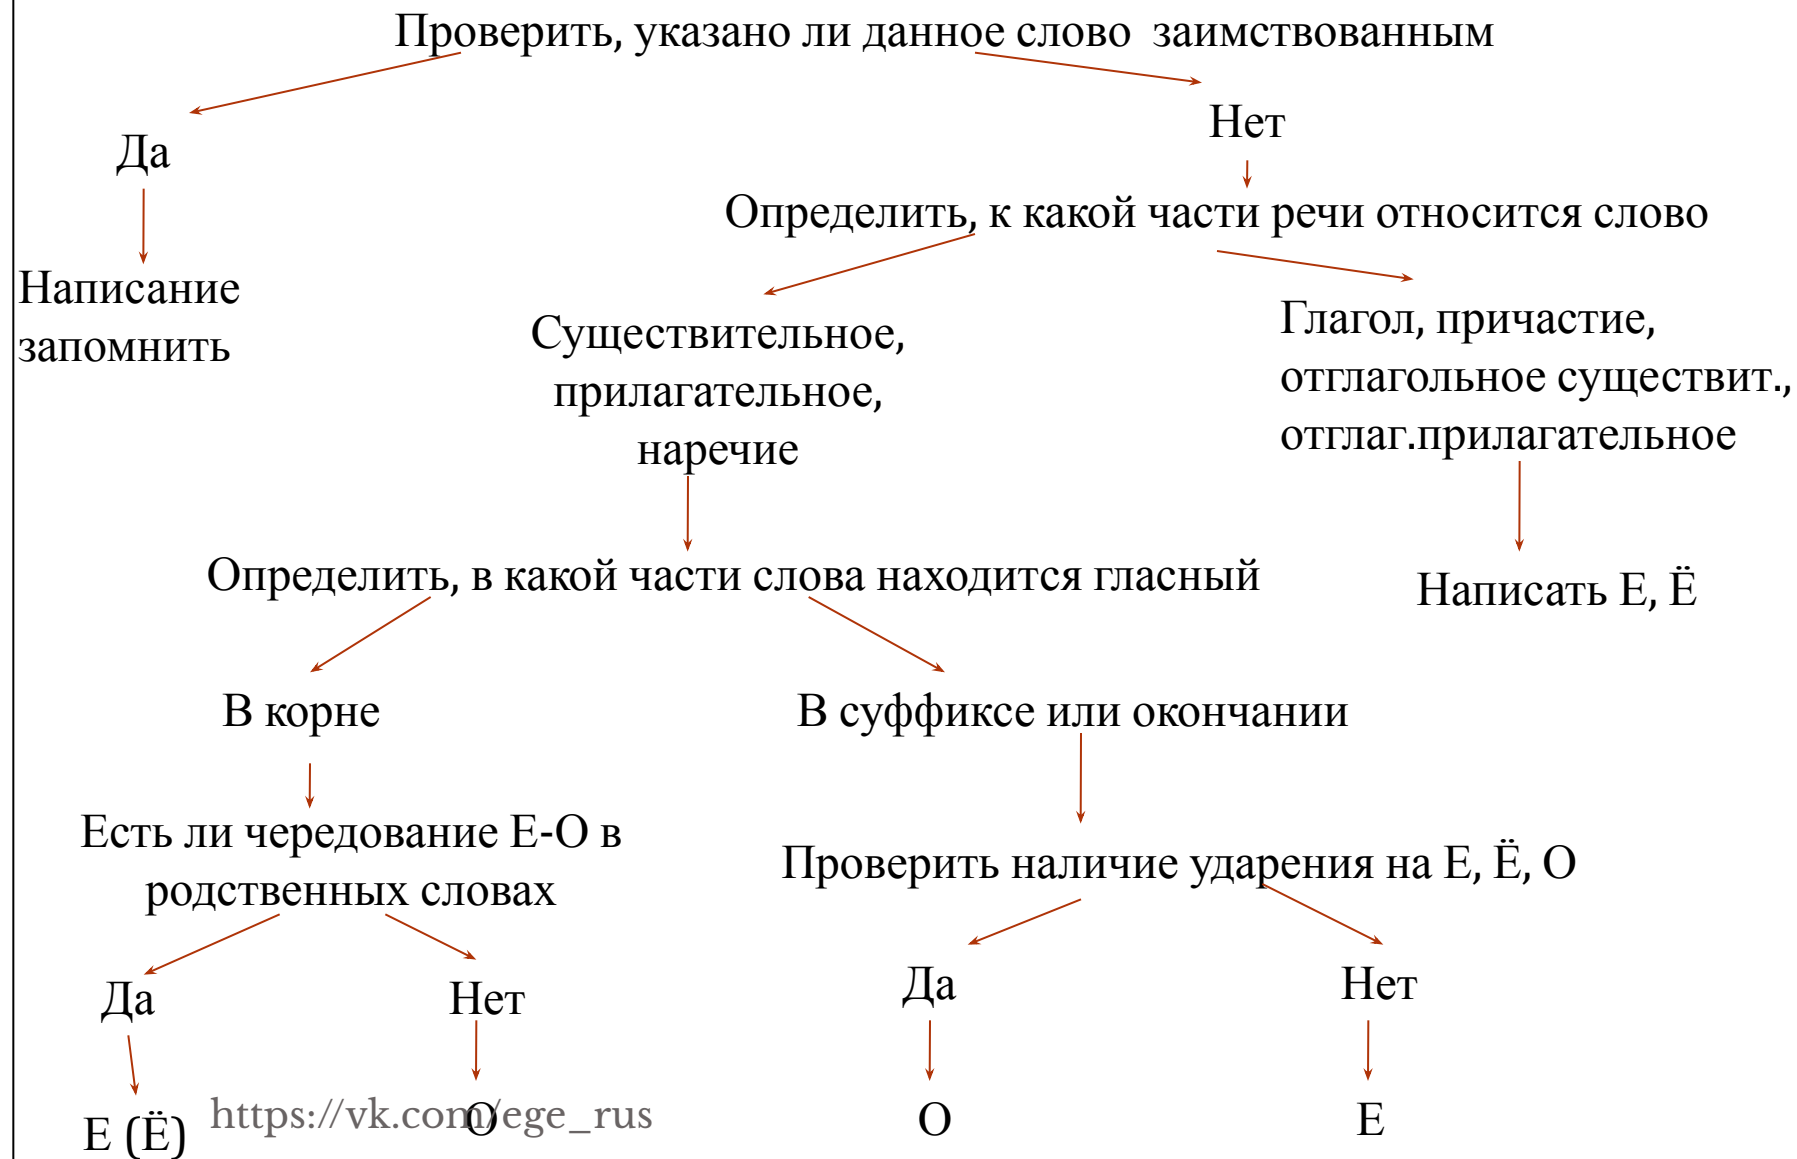 Проверить, указано ли данное слово заимствованным
Да
Нет
Написание
запомнить
Определить, к какой части речи относится слово
Существительное,
прилагательное,
наречие
Глагол, причастие,
отглагольное существит.,
отглаг.прилагательное
Определить, в какой части слова находится гласный
Написать Е, Ё
В корне
В суффиксе или окончании
Есть ли чередование Е-О в
родственных словах
Проверить наличие ударения на Е, Ё, О
Да
Нет
Да
Нет
Е (Ё)
О
О
Е
https://vk.com/ege_rus